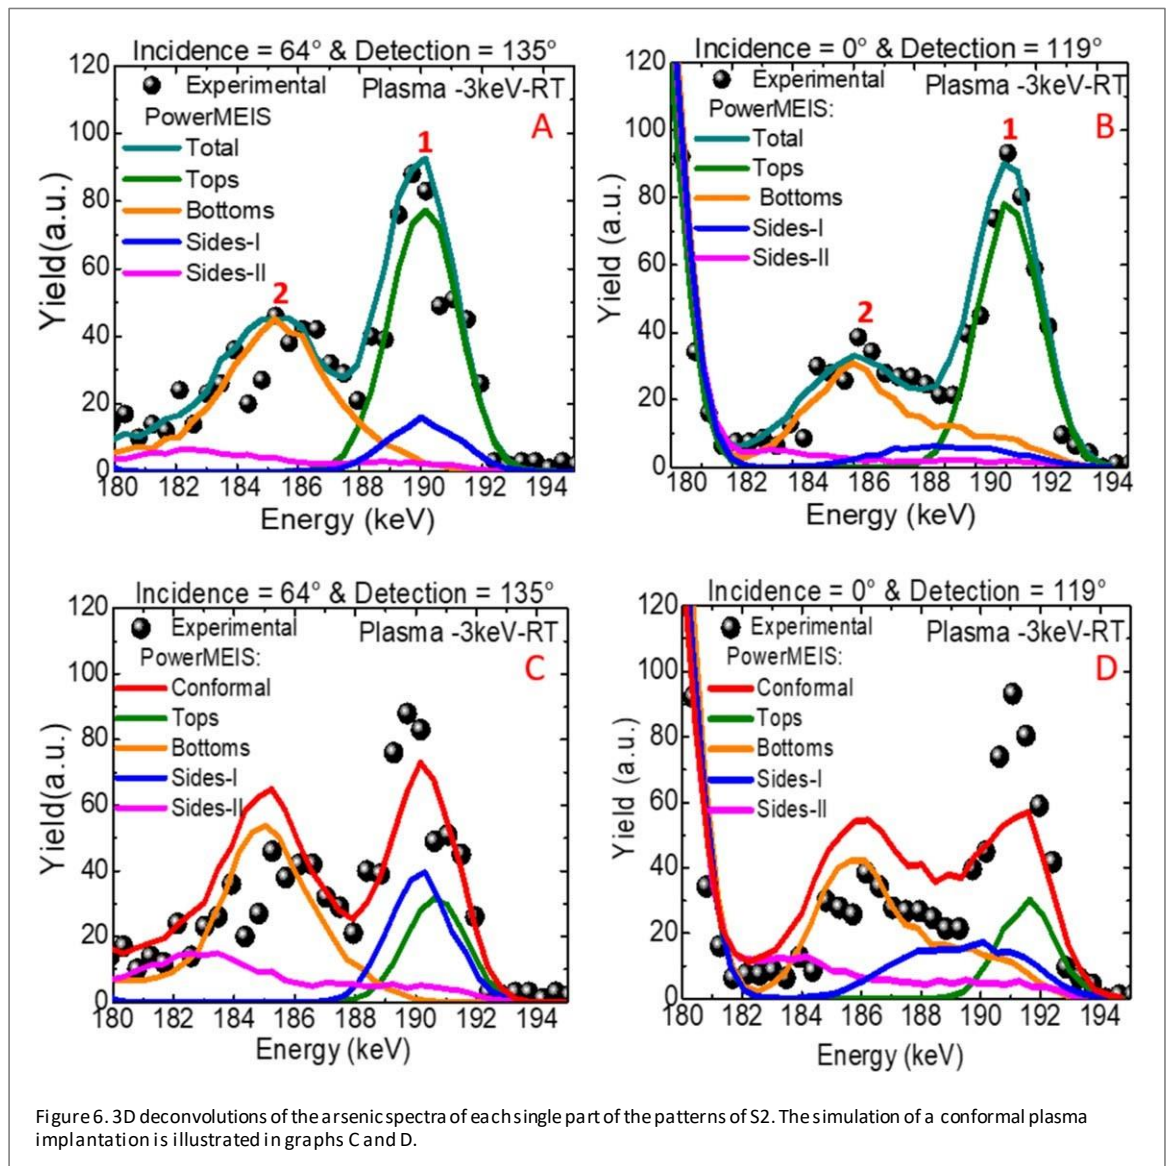 Incidence = 64° & Detection = 135°
120
100
80
60
40
20
0
Yield(a.u.)
Experimental
Plasma -3keV-RT
PowerMEIS
A
Total
Tops
Bottoms
Sides-I
Sides-II
1
2
180 182 184 186 188 190 192 194
Energy (keV)
Incidence = 0° & Detection = 119°
120
100
80
60
40
20
0
Yield (a.u.)
Experimental
Plasma -3keV-RT
PowerMEIS:
B
Total
Tops
Bottoms
Sides-I
Sides-II
1
2
180 182 184 186 188 190 192 194
Energy (keV)
Incidence = 64° & Detection = 135°
120
100
80
60
40
20
0
Yield(a.u.)
Experimental
Plasma -3keV-RT
PowerMEIS:
C
Conformal
Tops
Bottoms
Sides-I
Sides-II
180 182 184 186 188 190 192 194
Energy (keV)
Incidence = 0° & Detection = 119°
120
100
80
60
40
20
0
Yield (a.u.)
Experimental
Plasma -3keV-RT
PowerMEIS:
D
Conformal
Tops
Bottoms
Sides-I
Sides-II
180 182 184 186 188 190 192 194
Energy (keV)
Figure 6. 3D deconvolutions of the arsenic spectra of each single part of the patterns of S2. The simulation of a conformal plasma
implantation is illustrated in graphs C and D.